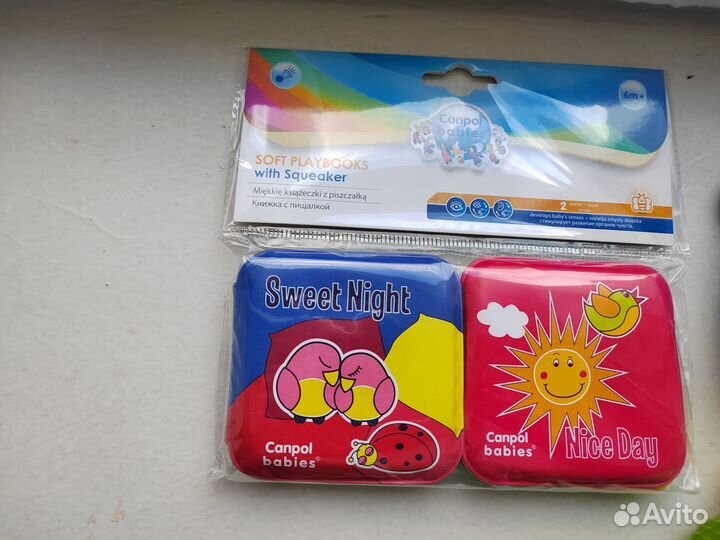 6m+
Canpol
babies
SOFT PLAYBOOKS
with Squeaker
Miękkie książeczki z piszczałką
Книжка с пищалкой
2
develops baby's senses • rozwija zmysły dziecka
стимулирует развитие органов чувств
Sweet Night
Canpol
babies®
Canpol
babies®
Nice Day
Avito